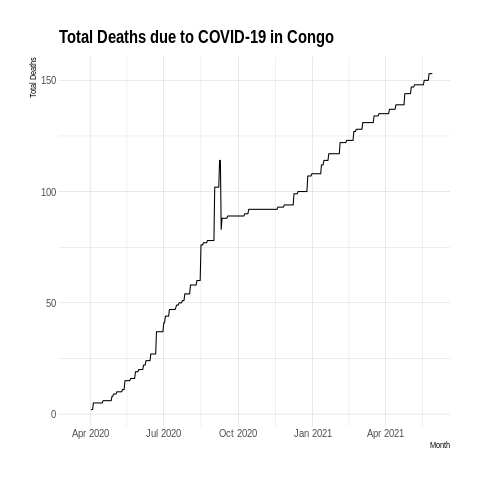 Total Deaths due to COVID-19 in Congo
Total Deaths
150
100
50
0
Apr 2020 Jul 2020 Oct 2020 Jan 2021 Apr 2021
Month